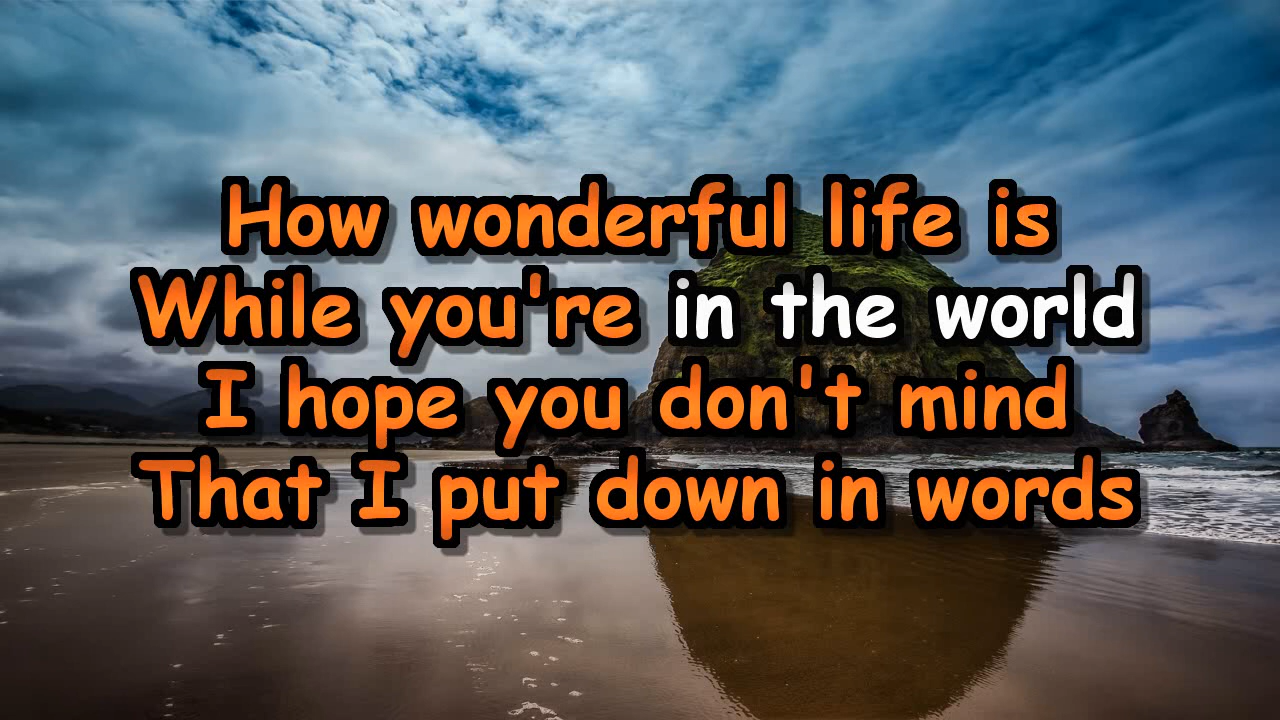 How wonderful life is
While you're in the world
I hope you don't mind
That I put down in words